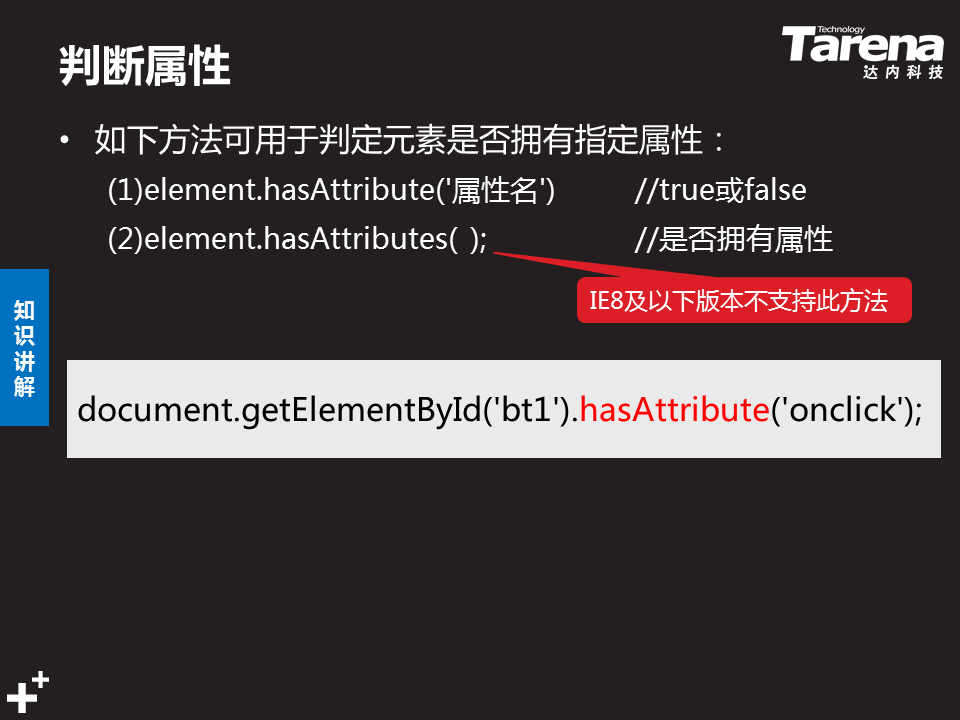 Technology
Tarena
达内科技
判断属性
• 如下方法可用于判定元素是否拥有指定属性：
(1)element.hasAttribute('属性名') //true或false
(2)element.hasAttributes( ); //是否拥有属性
IE8及以下版本不支持此方法
知识讲解
document.getElementById('bt1').hasAttribute('onclick');